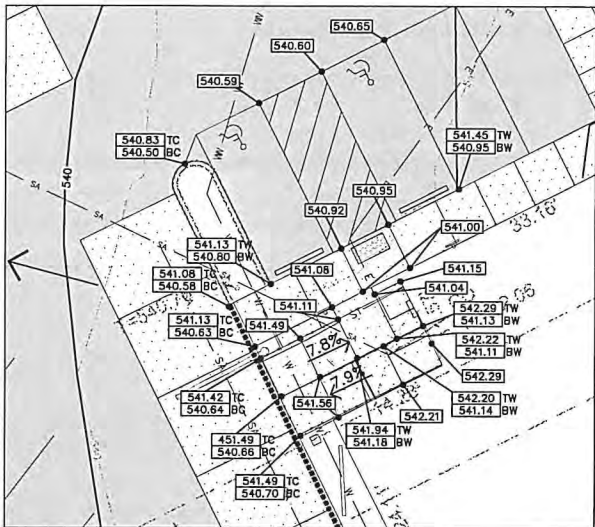 540.65
540.60
540.59
540.83 TC
540.50 BC
541.45 TW
540.95 BW
540
SA
SA
SA
W
W
540.95
540.92
33.16'
541.00
541.13 TW
540.80 BW
541.08 TC
540.58 BC
541.08
541.15
541.04
541.13 TC
540.63 BC
541.11
541.49
542.29 TW
541.13 BW
7.8%
542.22 TW
541.11 BW
7.9%
542.29
541.42 TC
540.64 BC
541.56
542.20 TW
541.14 BW
542.21
541.94 TW
541.18 BW
451.49 TC
540.66 BC
541.49 TC
540.70 BC
W
W